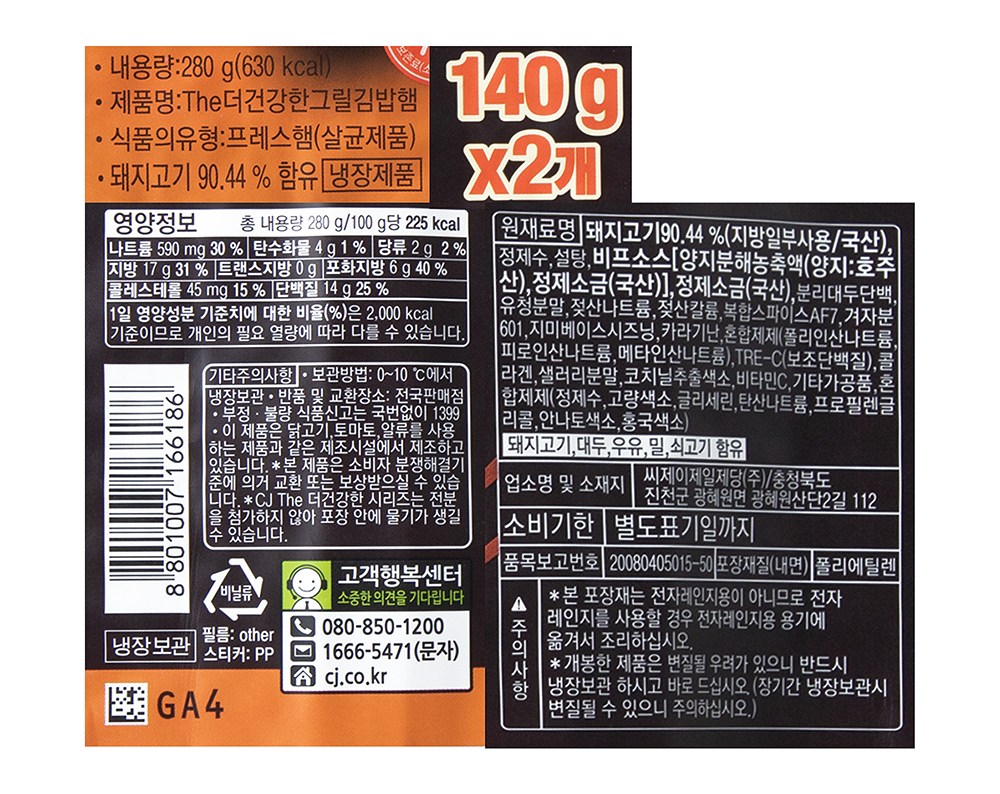 • 내용량:280 g(630 kcal)
• 제품명:The더건강한그릴김밥햄
• 식품의유형:프레스햄(살균제품)
• 돼지고기 90.44 % 함유 냉장제품
140 g
x2개
영양정보 총 내용량 280 g/100 g당 225 kcal
나트륨 590 mg 30 % 탄수화물 4 g 1 % 당류 2 g 2 %
지방 17 g 31 % 트랜스지방 0 g 포화지방 6 g 40 %
콜레스테롤 45 mg 15 % 단백질 14 g 25 %
1일 영양성분 기준치에 대한 비율(%)은 2,000 kcal
기준이므로 개인의 필요 열량에 따라 다를 수 있습니다.
8 801007 166186
기타주의사항 • 보관방법: 0~10 ℃에서
냉장보관 • 반품 및 교환장소: 전국판매점
• 부정 · 불량 식품신고는 국번없이 1399
• 이 제품은 닭고기,토마토,알류를 사용
하는 제품과 같은 제조시설에서 제조하고
있습니다.＊본 제품은 소비자 분쟁해결기
준에 의거 교환 또는 보상받으실 수 있습
니다.＊CJ The 더건강한 시리즈는 전분
을 첨가하지 않아 포장 안에 물기가 생길
수 있습니다.
비닐류
필름: other
스티커: PP
냉장보관
고객행복센터
소중한 의견을 기다립니다
080-850-1200
1666-5471(문자)
cj.co.kr
GA4
원재료명 돼지고기90.44 %(지방일부사용/국산),
정제수,설탕,비프소스[양지분해농축액(양지:호주
산),정제소금(국산)],정제소금(국산),분리대두단백,
유청분말,젖산나트륨,젖산칼륨,복합스파이스AF7,겨자분
601,지미베이스시즈닝,카라기난,혼합제제(폴리인산나트륨,
피로인산나트륨,메타인산나트륨),TRE-C(보조단백질),콜
라겐,샐러리분말,코치닐추출색소,비타민C,기타가공품,혼
합제제(정제수,고량색소,글리세린,탄산나트륨,프로필렌글
리콜,안나토색소,홍국색소)
돼지고기,대두,우유,밀,쇠고기 함유
업소명 및 소재지 씨제이제일제당(주)/충청북도
진천군 광혜원면 광혜원산단2길 112
소비기한 별도표기일까지
품목보고번호 20080405015-50 포장재질(내면) 폴리에틸렌
주의사항
＊본 포장재는 전자레인지용이 아니므로 전자
레인지를 사용할 경우 전자레인지용 용기에
옮겨서 조리하십시오.
＊개봉한 제품은 변질될 우려가 있으니 반드시
냉장보관 하시고 바로 드십시오.(장기간 냉장보관시
변질될 수 있으니 주의하십시오.)